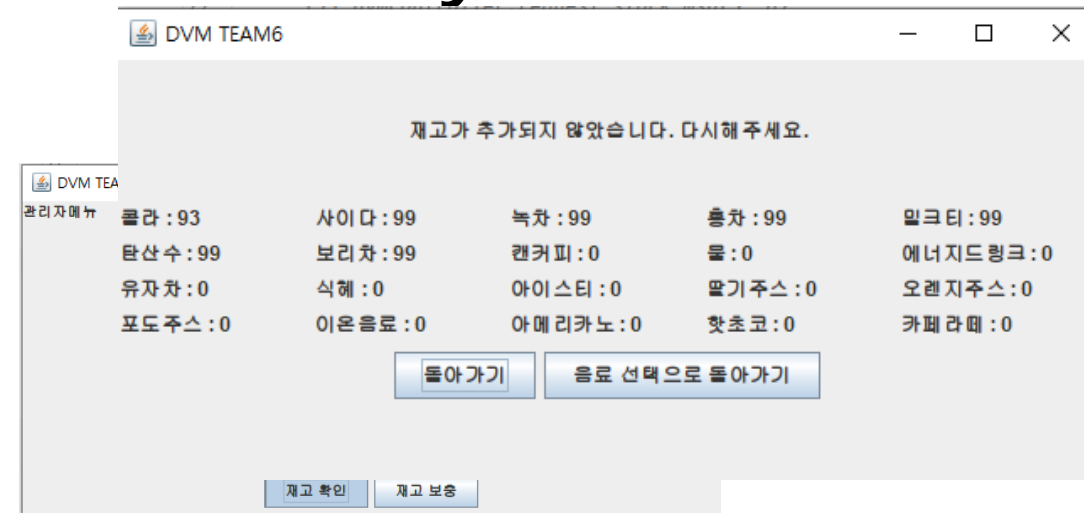 DVM TEAM6
재고가 추가되지 않았습니다. 다시해주세요.
DVM TEA
관리자메뉴
콜라 : 93 사이다 : 99 녹차 : 99 홍차 : 99 밀크티 : 99
탄산수 : 99 보리차 : 99 캔커피 : 0 물 : 0 에너지드링크 : 0
유자차 : 0 식혜 : 0 아이스티 : 0 딸기주스 : 0 오렌지주스 : 0
포도주스 : 0 이온음료 : 0 아메리카노 : 0 핫초코 : 0 카페라떼 : 0
돌아가기 음료 선택으로 돌아가기
재고 확인 재고 보충